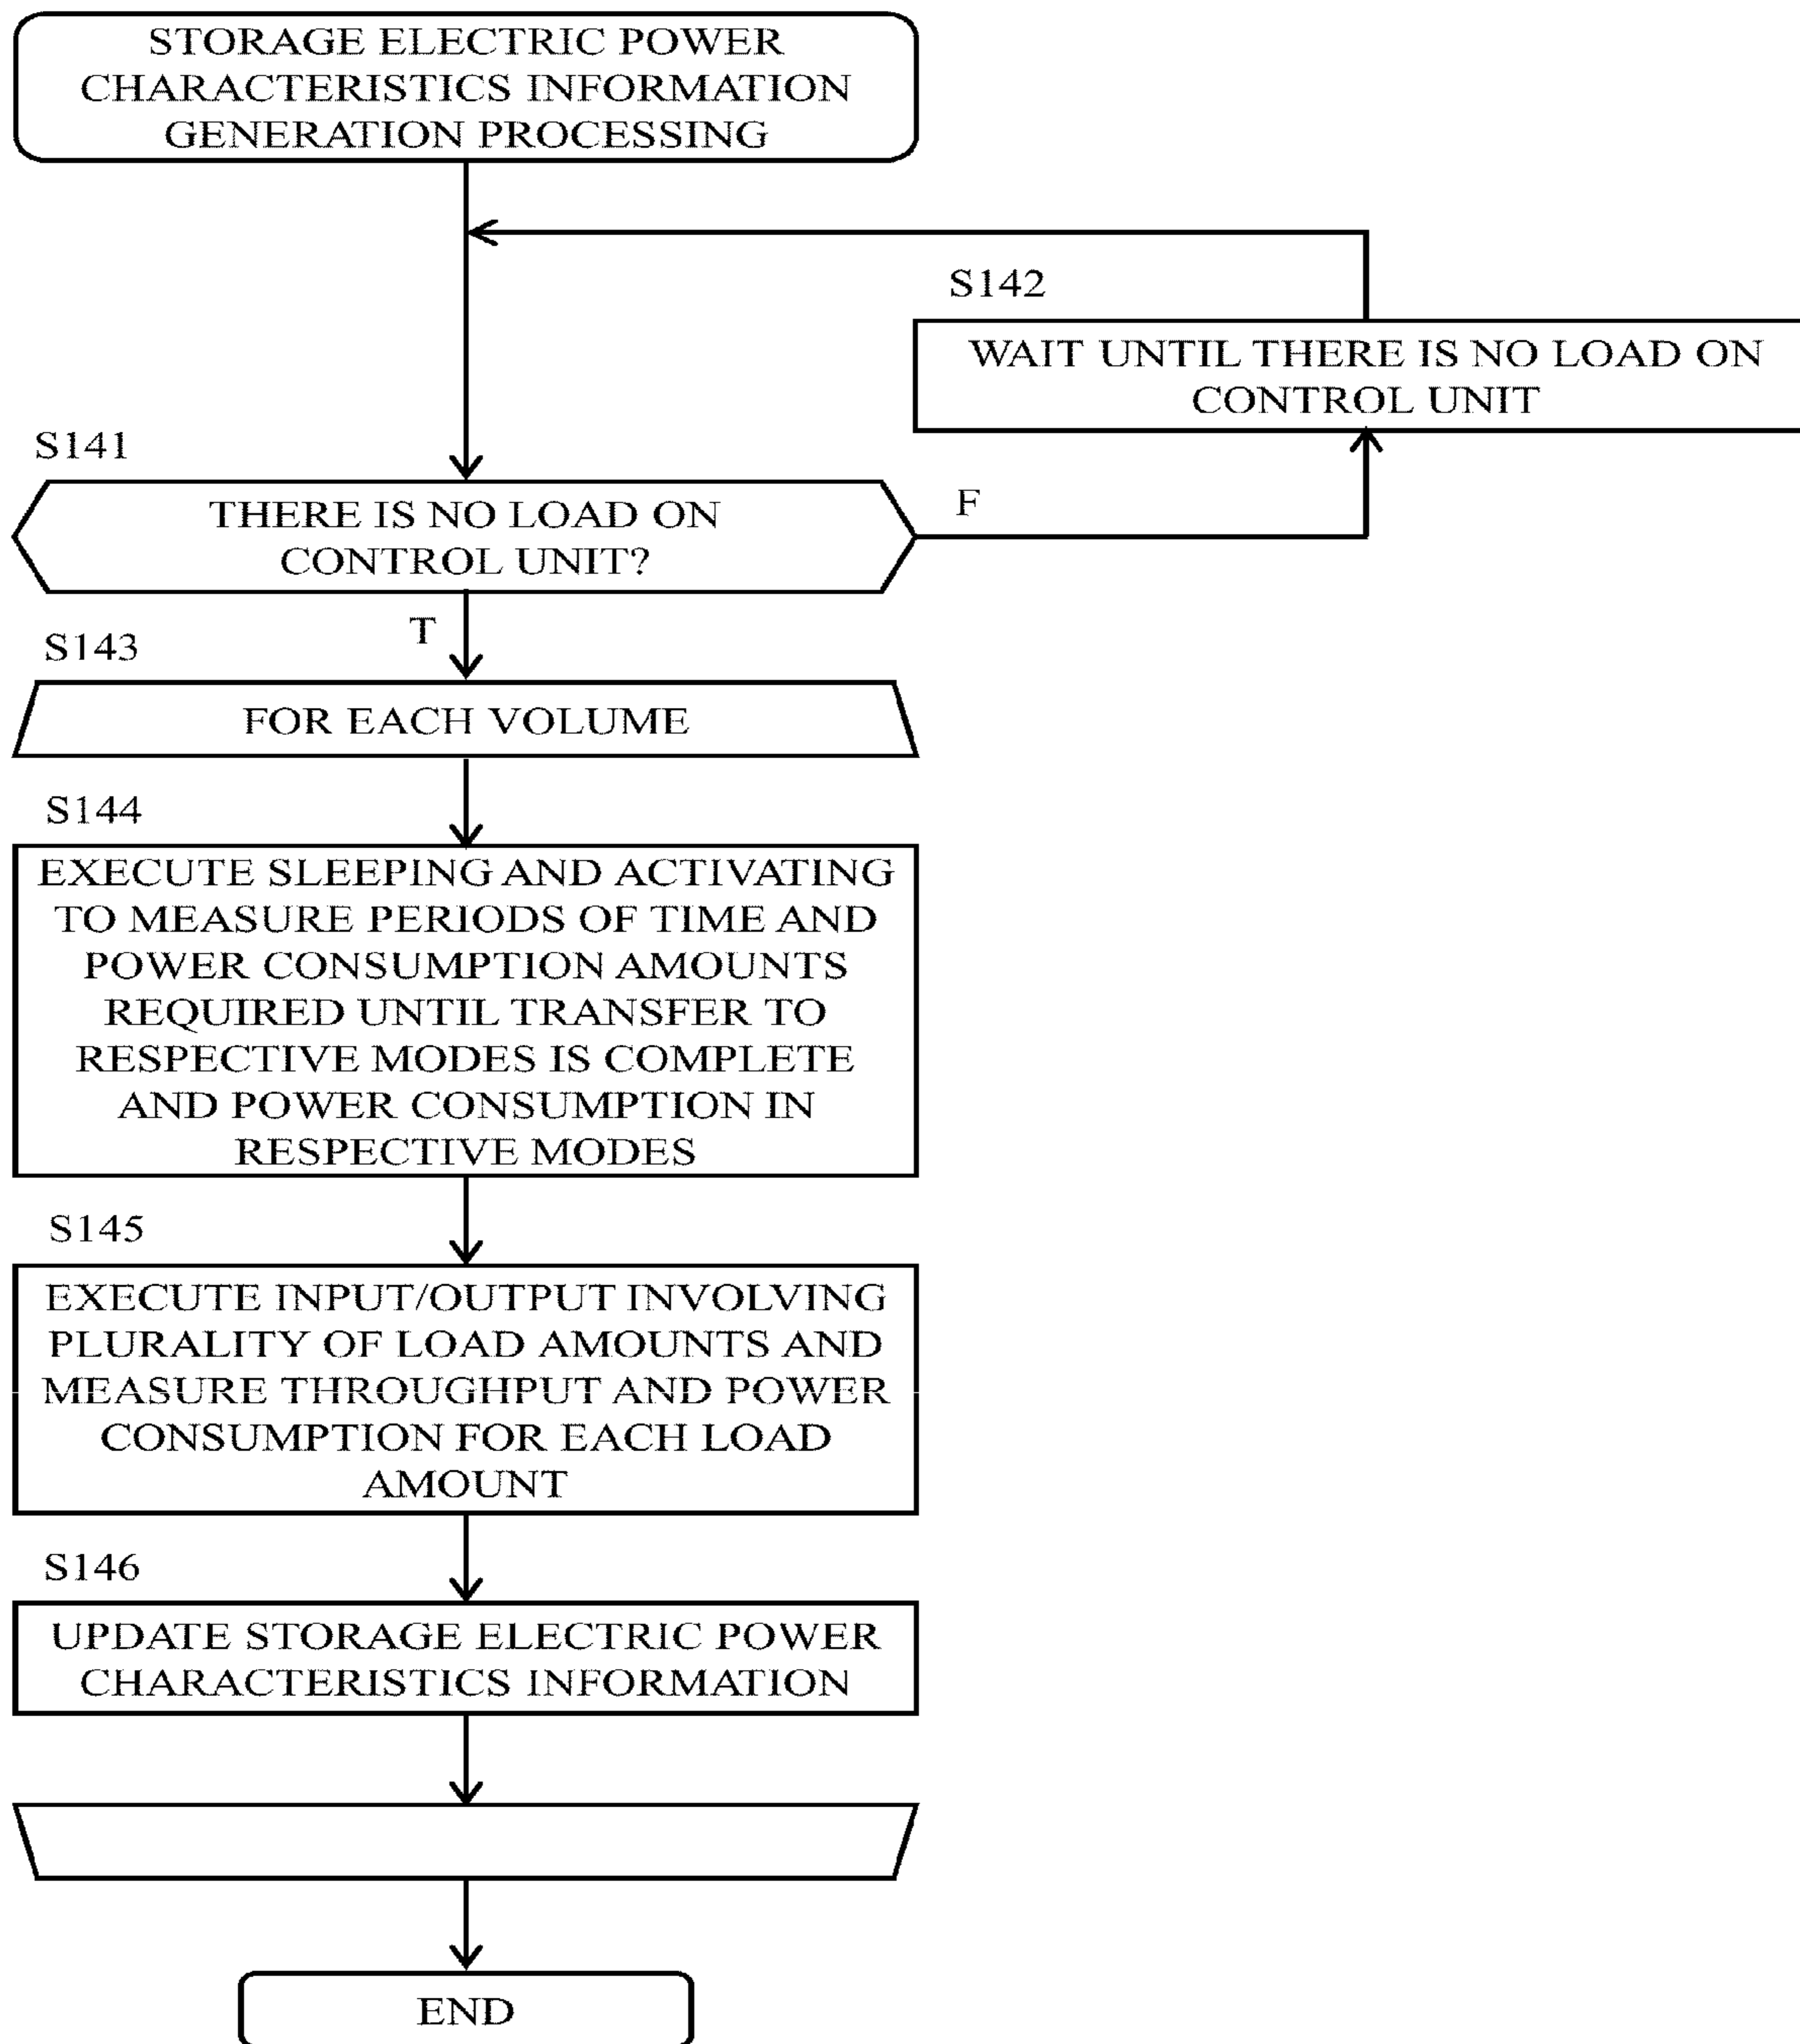 STORAGE ELECTRIC POWER
CHARACTERISTICS INFORMATION
GENERATION PROCESSING
S142
WAIT UNTIL THERE IS NO LOAD ON
CONTROL UNIT
S141
THERE IS NO LOAD ON
CONTROL UNIT?
F
T
S143
FOR EACH VOLUME
S144
EXECUTE SLEEPING AND ACTIVATING
TO MEASURE PERIODS OF TIME AND
POWER CONSUMPTION AMOUNTS
REQUIRED UNTIL TRANSFER TO
RESPECTIVE MODES IS COMPLETE
AND POWER CONSUMPTION IN
RESPECTIVE MODES
S145
EXECUTE INPUT/OUTPUT INVOLVING
PLURALITY OF LOAD AMOUNTS AND
MEASURE THROUGHPUT AND POWER
CONSUMPTION FOR EACH LOAD
AMOUNT
S146
UPDATE STORAGE ELECTRIC POWER
CHARACTERISTICS INFORMATION
END